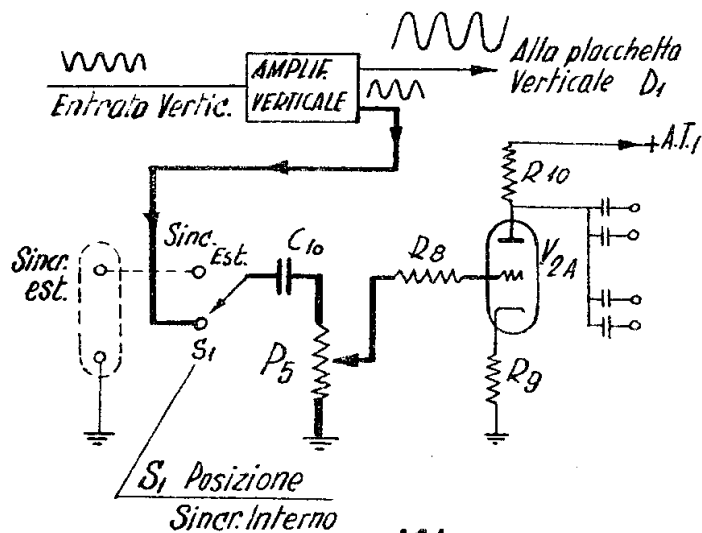 AMPLIF.
VERTICALE
Entrata Vertic.
Alla placchetta
Verticale D1
+A.T.1
R10
Sinc.
Est.
C10
Sincr.
est.
S1
P5
R8
V2A
R9
S1 Posizione
Sincr. Interno